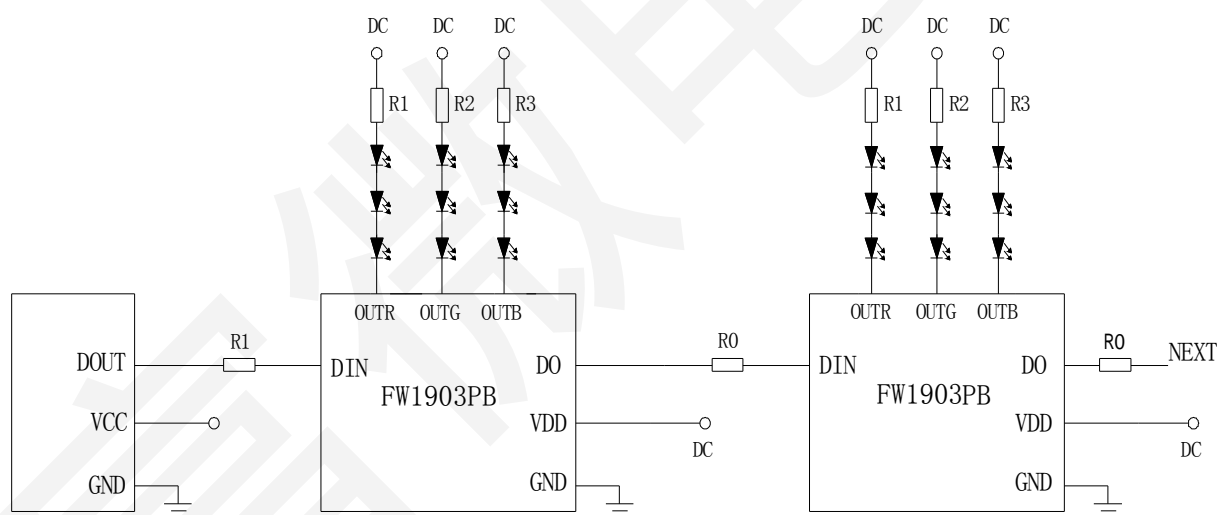 DC DC DC DC DC DC
R1 R2 R3 R1 R2 R3
OUTR OUTG OUTB OUTR OUTG OUTB
DOUT R1 DIN DO R0 DIN DO R0 NEXT
FW1903PB FW1903PB
VCC VDD DC VDD DC
GND GND GND